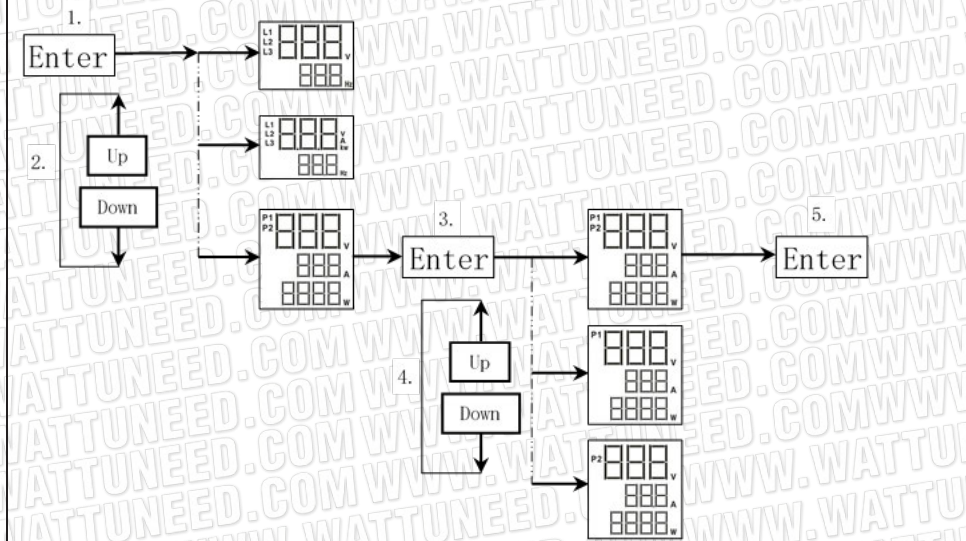 1.
Enter
L1
L2
L3
V
Hz
2.
Up
Down
L1
L2
L3
V
A
kw
Hz
P1
P2
V
A
W
3.
Enter
4.
Up
Down
P1
P2
V
A
W
5.
Enter
P1
V
A
W
P2
V
A
W
WWW.WATTUNEED.COM